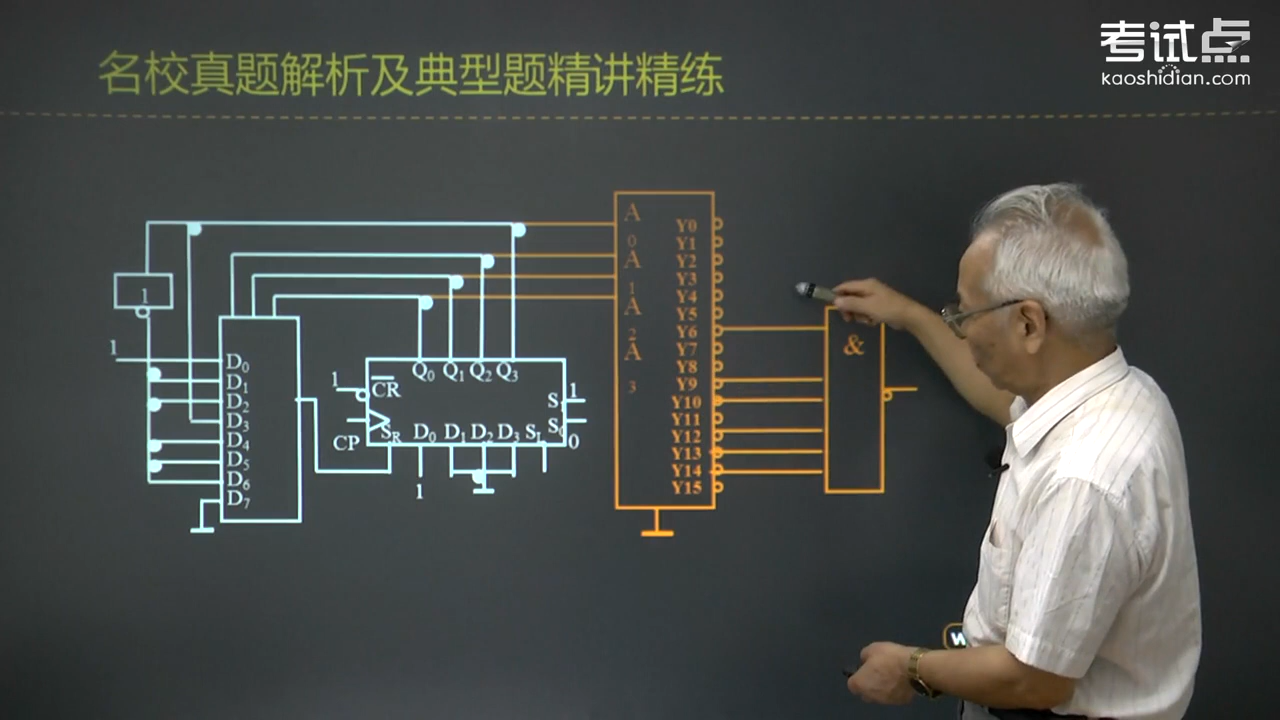 考试点
kaoshidian.com
名校真题解析及典型题精讲精练
1
1
D0
D1
D2
D3
D4
D5
D6
D7
1
CR
CP
SR
Q0 Q1 Q2 Q3
D0 D1 D2 D3 SL
S1
S0
1
0
1
A0
A1
A2
A3
Y0
Y1
Y2
Y3
Y4
Y5
Y6
Y7
Y8
Y9
Y10
Y11
Y12
Y13
Y14
Y15
&
W